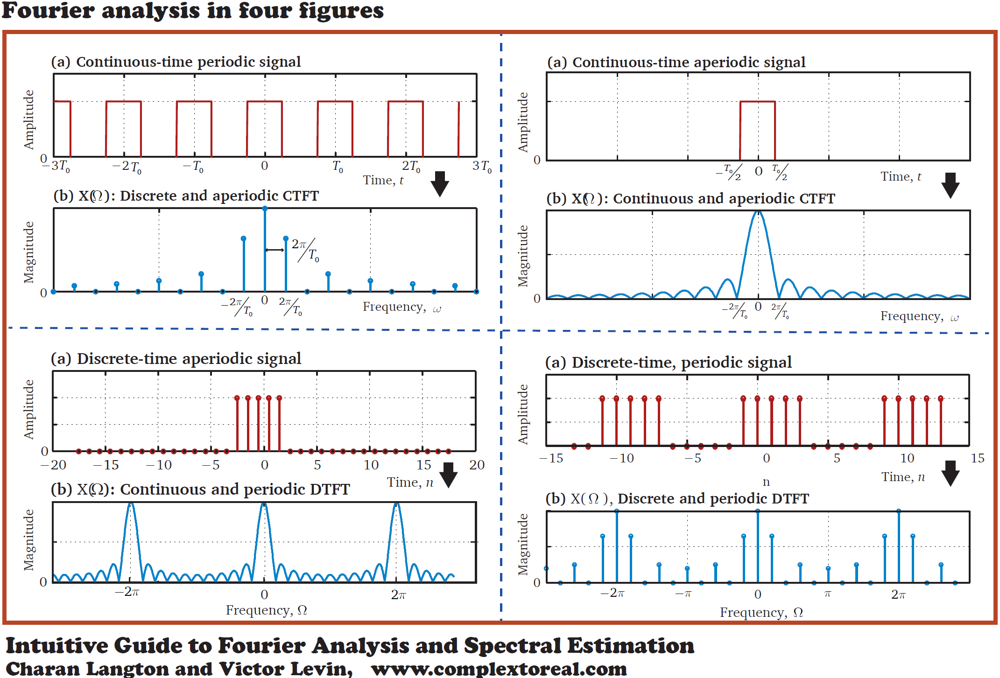 Fourier analysis in four figures
(a) Continuous-time periodic signal
Amplitude
0
−3T₀ −2T₀ −T₀ 0 T₀ 2T₀ 3T₀
Time, t
(b) X(Ω): Discrete and aperiodic CTFT
Magnitude
2π/T₀
0
−2π/T₀ 0 2π/T₀
Frequency, ω
(a) Continuous-time aperiodic signal
Amplitude
0
−T₀/2 0 T₀/2
Time, t
(b) X(Ω): Continuous and aperiodic CTFT
Magnitude
0
−2π/T₀ 0 2π/T₀
Frequency, ω
(a) Discrete-time aperiodic signal
Amplitude
0
−20 −15 −10 −5 0 5 10 15 20
Time, n
(b) X(Ω): Continuous and periodic DTFT
Magnitude
0
−2π 0 2π
Frequency, Ω
(a) Discrete-time, periodic signal
Amplitude
−15 −10 −5 0 5 10 15
Time, n
n
(b) X(Ω), Discrete and periodic DTFT
Magnitude
0
−2π −π 0 π 2π
Frequency, Ω
Intuitive Guide to Fourier Analysis and Spectral Estimation
Charan Langton and Victor Levin, www.complextoreal.com